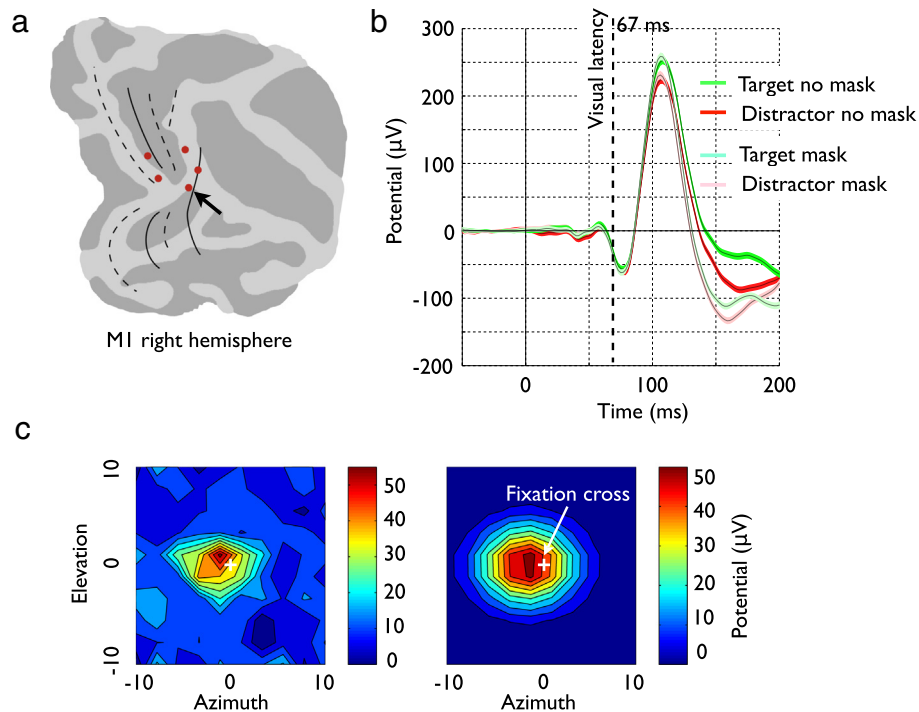 a
M1 right hemisphere
b
300
200
100
0
-100
-200
Potential (µV)
Visual latency
67 ms
Target no mask
Distractor no mask
Target mask
Distractor mask
0
100
200
Time (ms)
c
10
0
-10
Elevation
-10
0
10
Azimuth
50
40
30
20
10
0
Fixation cross
-10
0
10
Azimuth
50
40
30
20
10
0
Potential (µV)